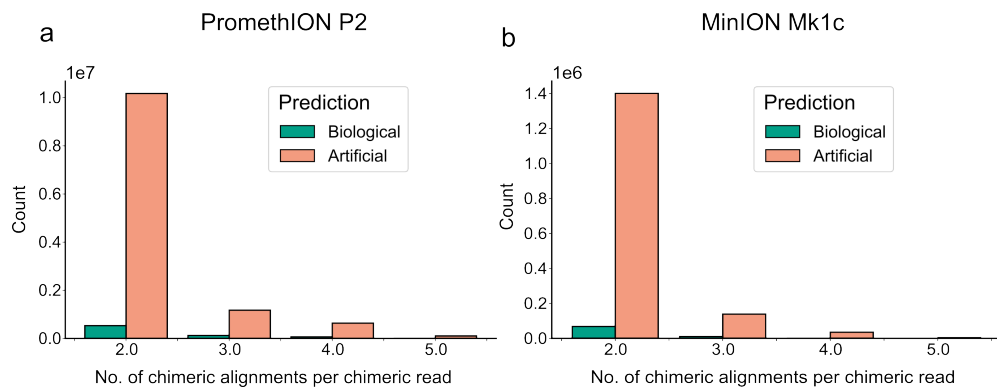 a
PromethION P2
1e7
Prediction
Biological
Artificial
Count
1.0
0.8
0.6
0.4
0.2
0.0
2.0 3.0 4.0 5.0
No. of chimeric alignments per chimeric read
b
MinION Mk1c
1e6
Prediction
Biological
Artificial
Count
1.4
1.2
1.0
0.8
0.6
0.4
0.2
0.0
2.0 3.0 4.0 5.0
No. of chimeric alignments per chimeric read